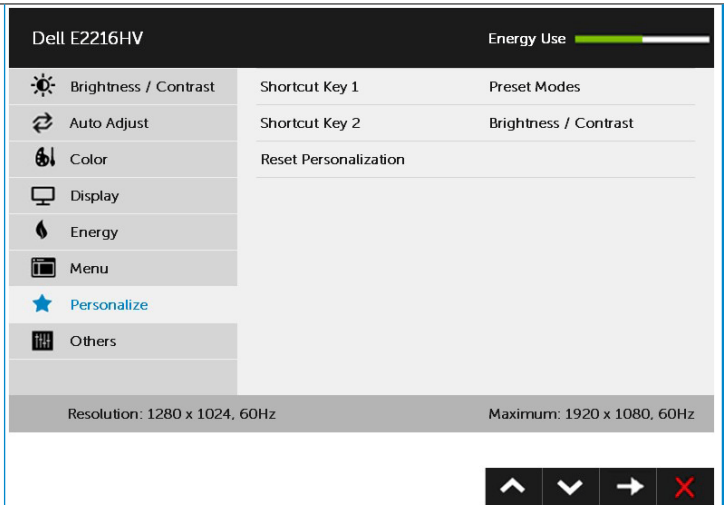 Dell E2216HV Energy Use
Brightness / Contrast Shortcut Key 1 Preset Modes
Auto Adjust Shortcut Key 2 Brightness / Contrast
Color Reset Personalization
Display
Energy
Menu
Personalize
Others
Resolution: 1280 x 1024, 60Hz Maximum: 1920 x 1080, 60Hz